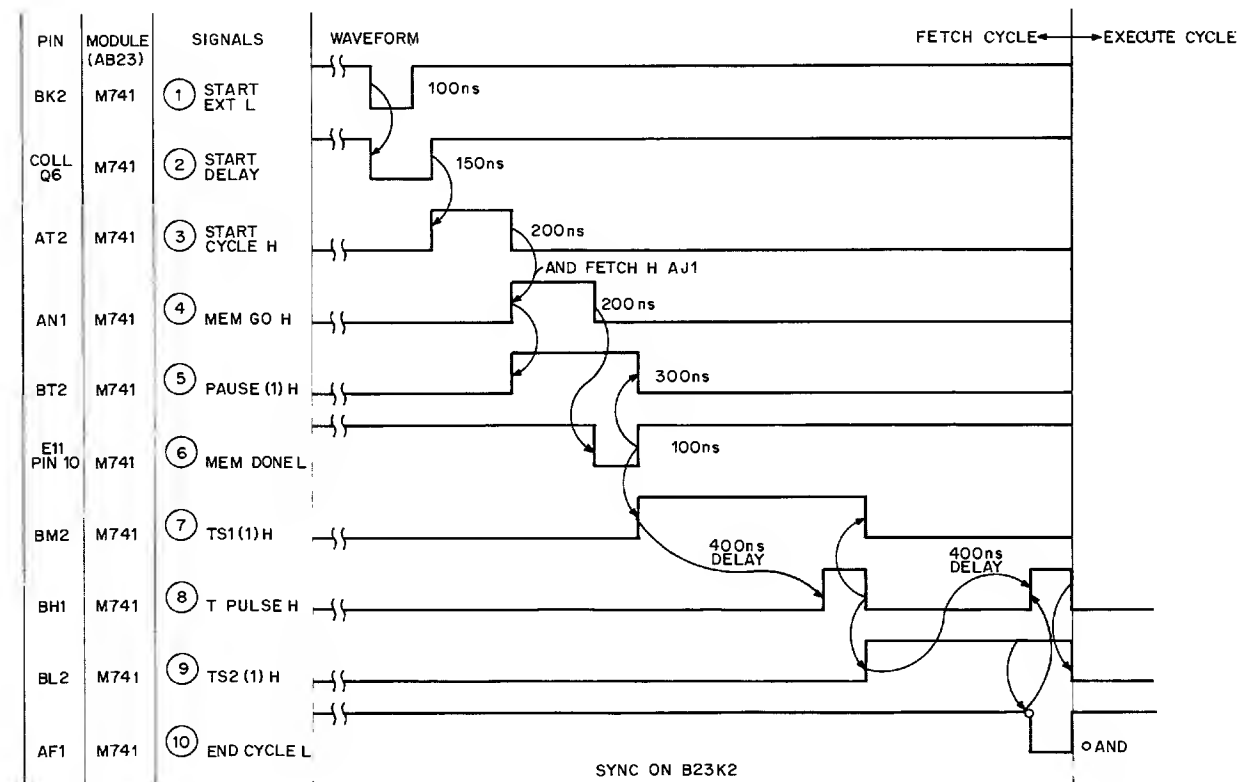 PIN MODULE (AB23) SIGNALS WAVEFORM FETCH CYCLE EXECUTE CYCLE
BK2 M741 1 START EXT L 100ns
COLL Q6 M741 2 START DELAY 150ns
AT2 M741 3 START CYCLE H 200ns
AND FETCH H AJ1
AN1 M741 4 MEM GO H 200ns
BT2 M741 5 PAUSE (1) H 300ns
E11 PIN 10 M741 6 MEM DONE L 100ns
BM2 M741 7 TS1 (1) H
400ns DELAY 400ns DELAY
BH1 M741 8 T PULSE H
BL2 M741 9 TS2 (1) H
AF1 M741 10 END CYCLE L AND
SYNC ON B23K2